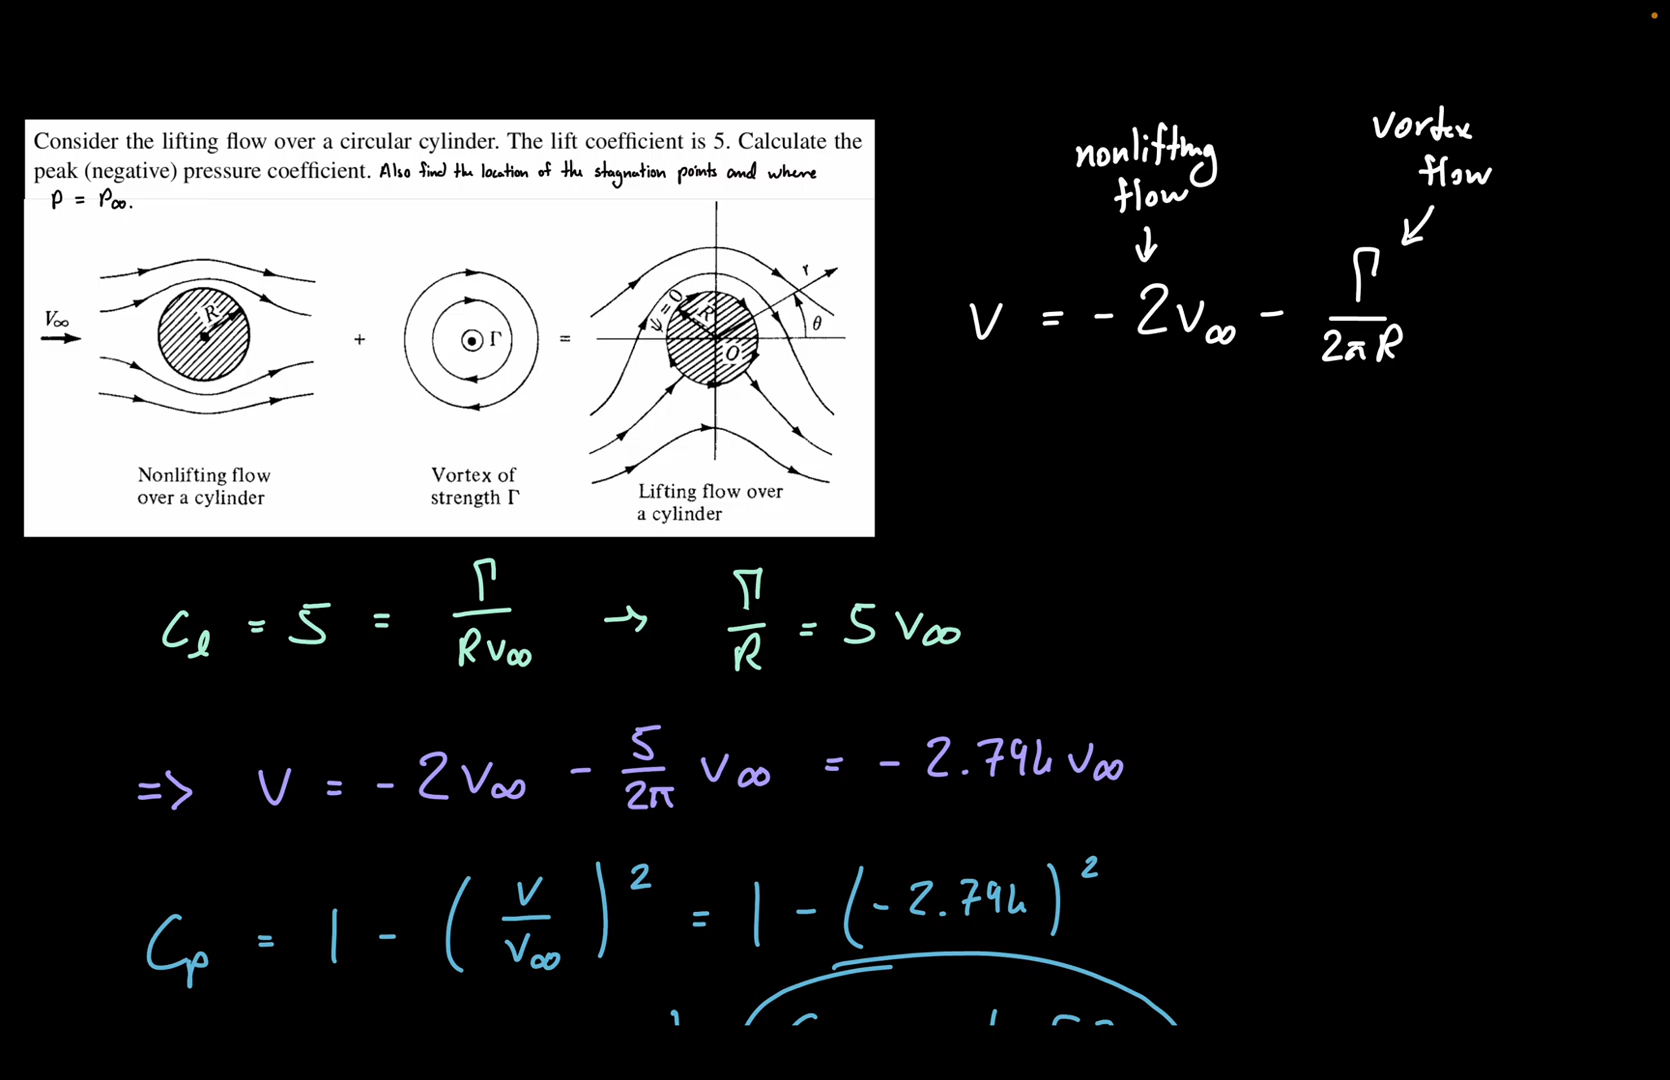 Consider the lifting flow over a circular cylinder. The lift coefficient is 5. Calculate the
peak (negative) pressure coefficient. Also find the location of the stagnation points and where
P = P∞.
V∞
R
+
Γ
=
ψ = 0
R
r
θ
O
Nonlifting flow
over a cylinder
Vortex of
strength Γ
Lifting flow over
a cylinder
nonlifting
flow
vortex
flow
V = - 2V∞ - Γ / 2πR
Cℓ = 5 = Γ / RV∞ → Γ / R = 5 V∞
=> V = - 2V∞ - 5 / 2π V∞ = - 2.796 V∞
Cp = 1 - (V / V∞)² = 1 - (-2.796)²